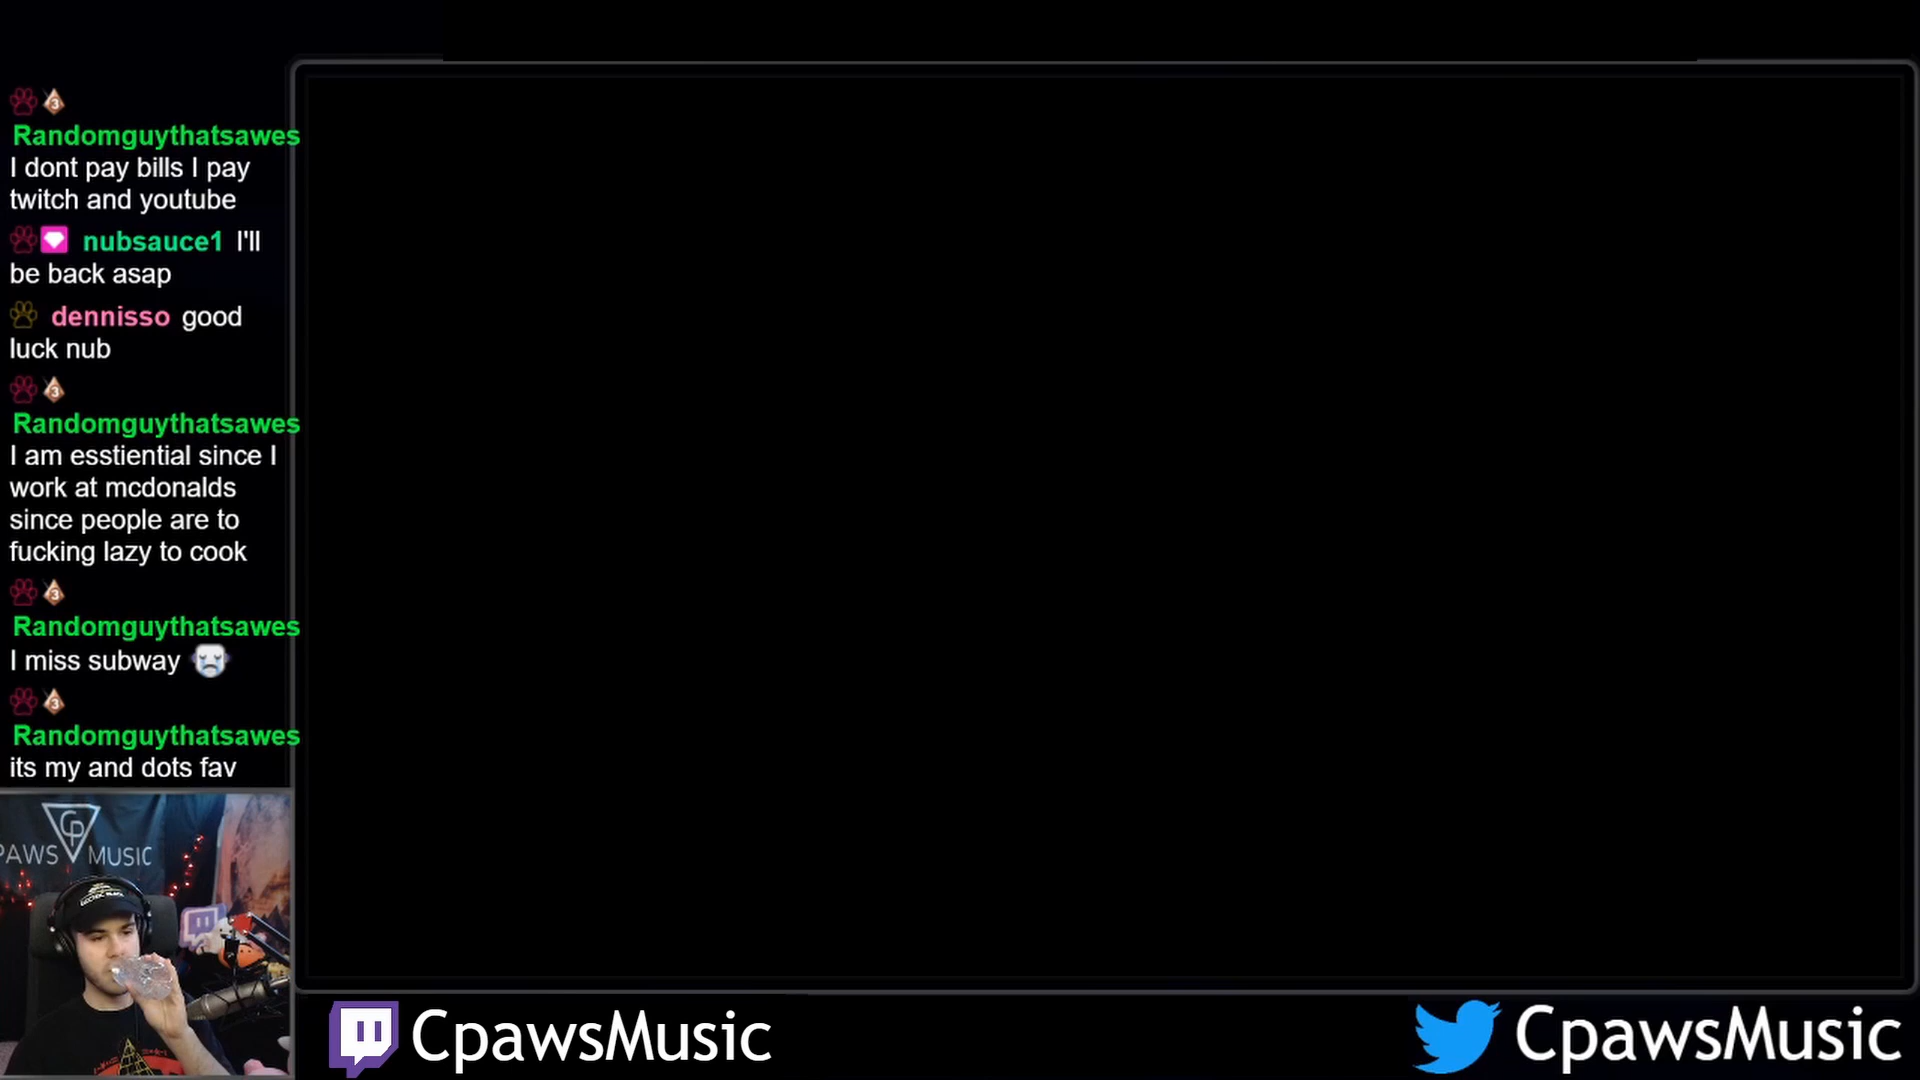 Randomguythatsawes
I dont pay bills I pay
twitch and youtube
nubsauce1 I'll
be back asap
dennisso good
luck nub
Randomguythatsawes
I am esstiential since I
work at mcdonalds
since people are to
fucking lazy to cook
Randomguythatsawes
I miss subway
Randomguythatsawes
its my and dots fav
CP
PAWS MUSIC
CpawsMusic
CpawsMusic